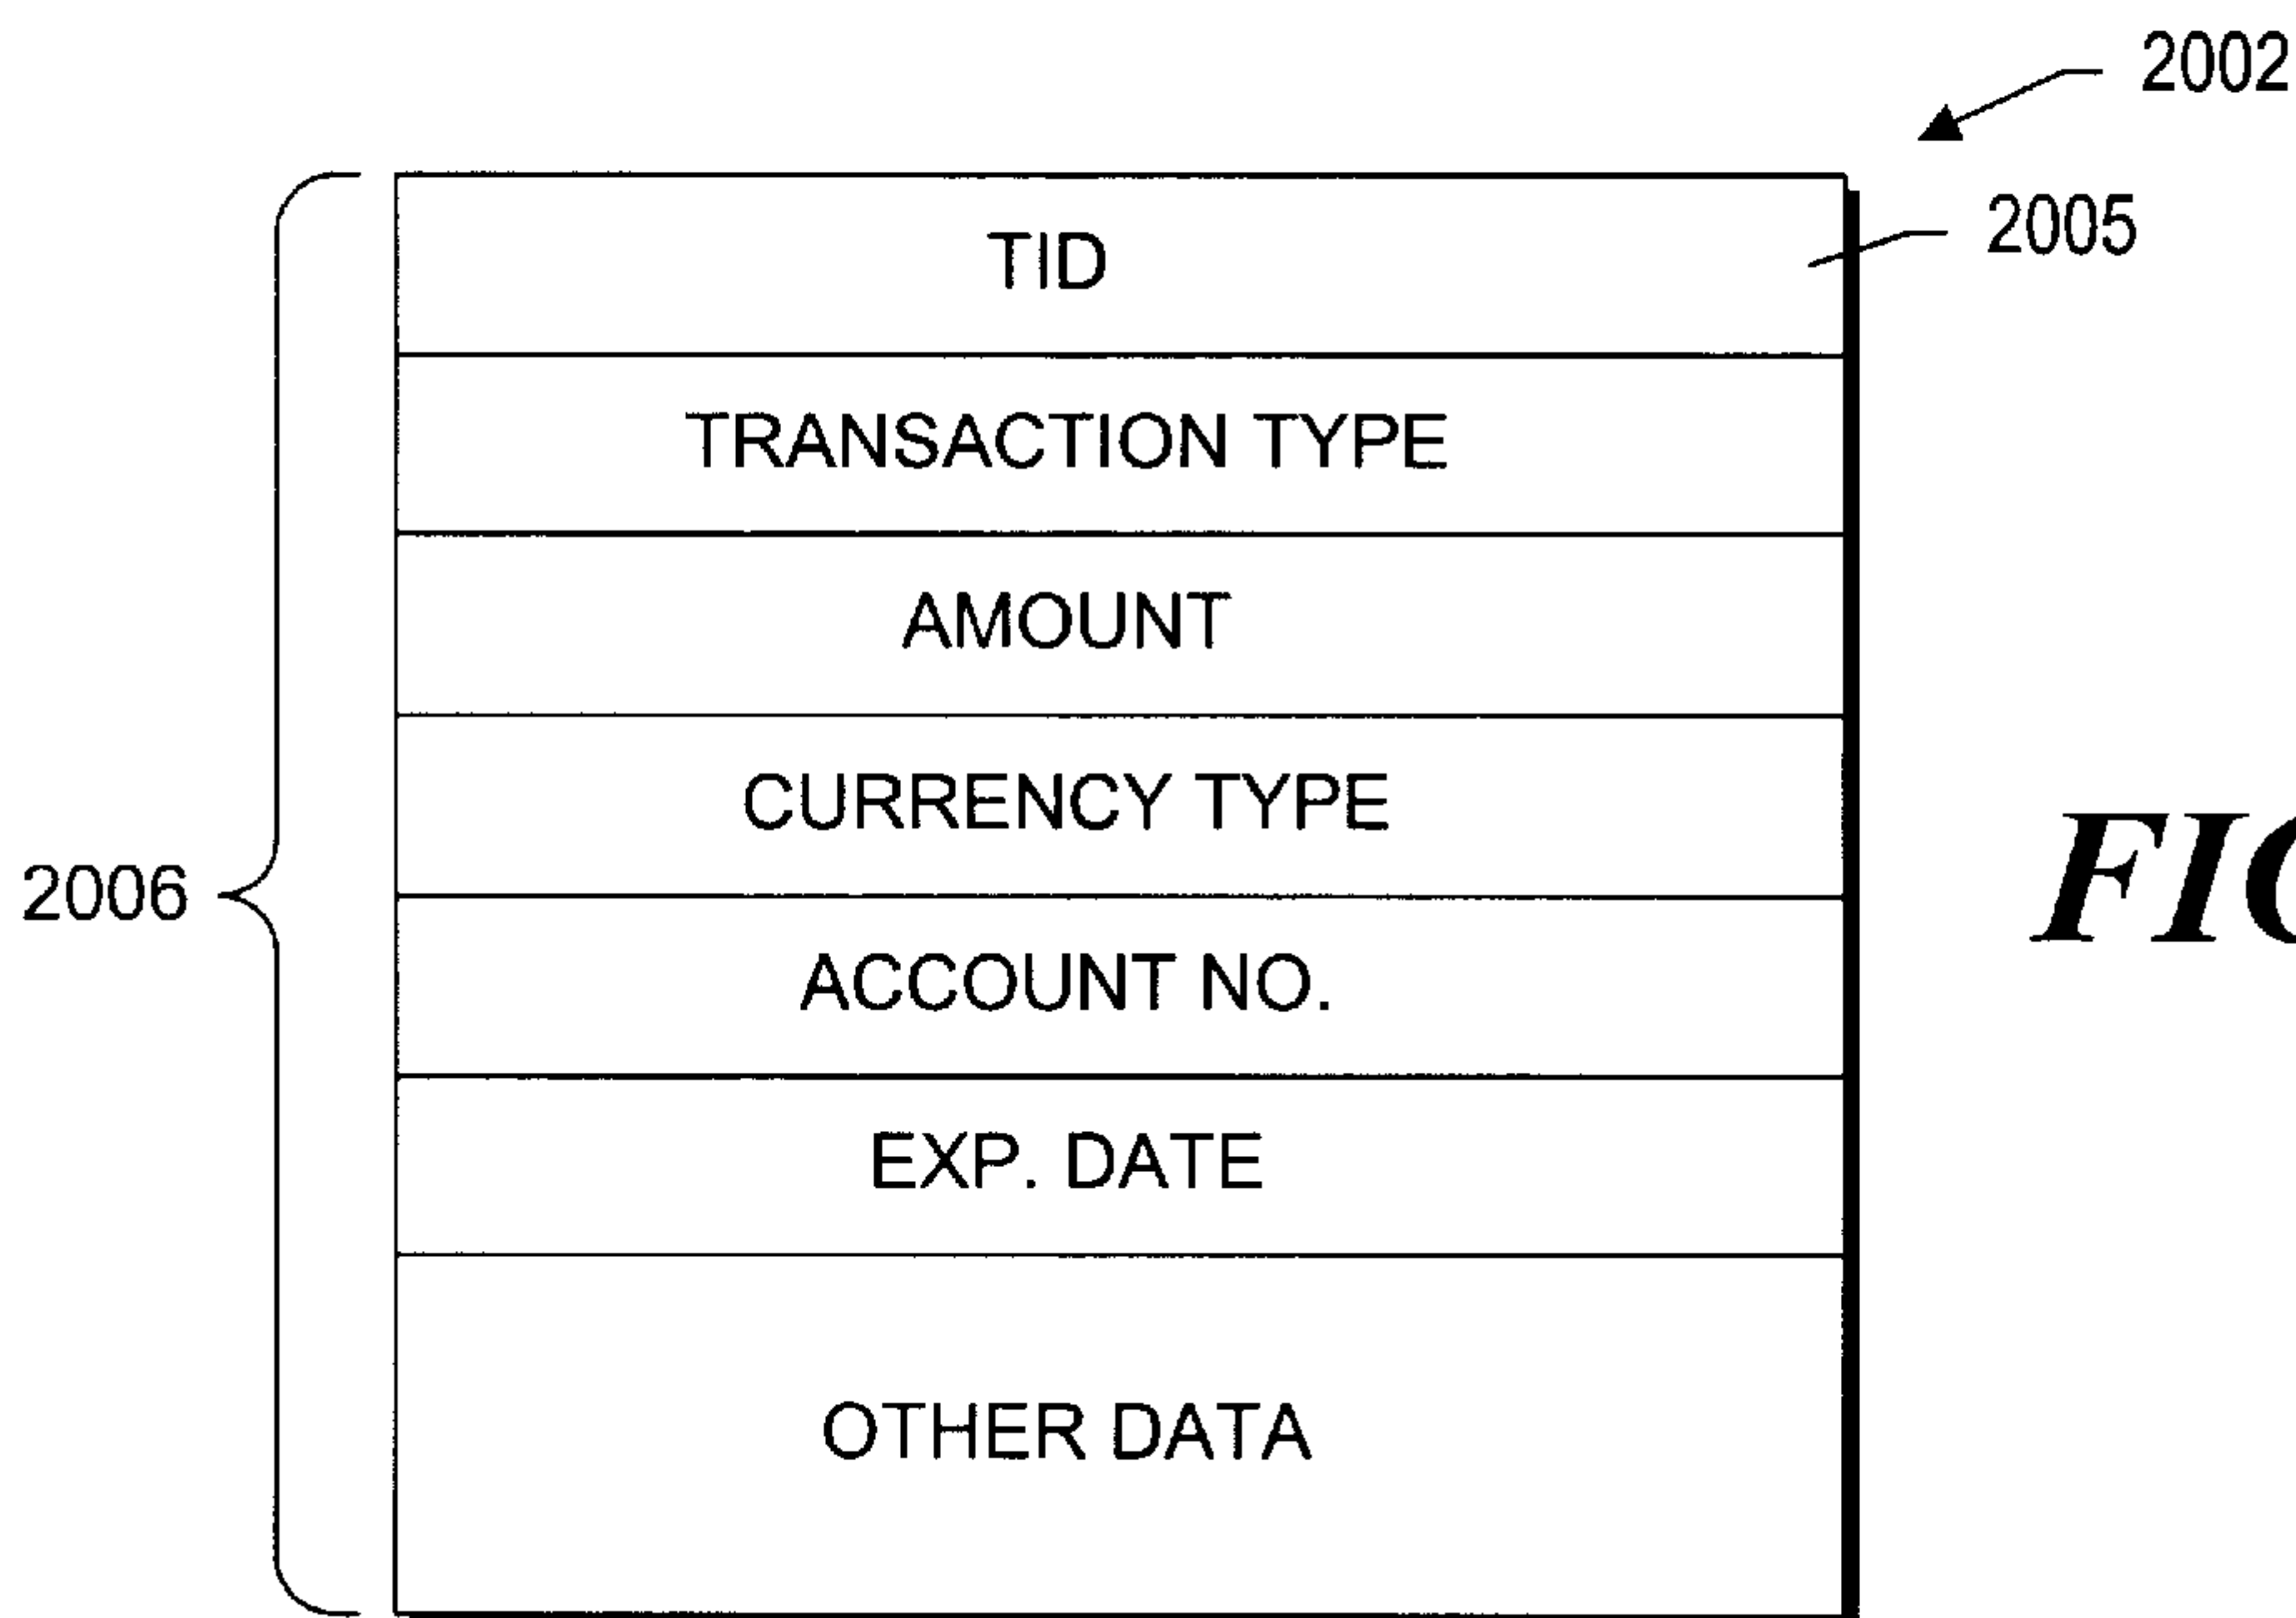 2002
2005
TID
TRANSACTION TYPE
AMOUNT
CURRENCY TYPE
2006
ACCOUNT NO.
EXP. DATE
OTHER DATA